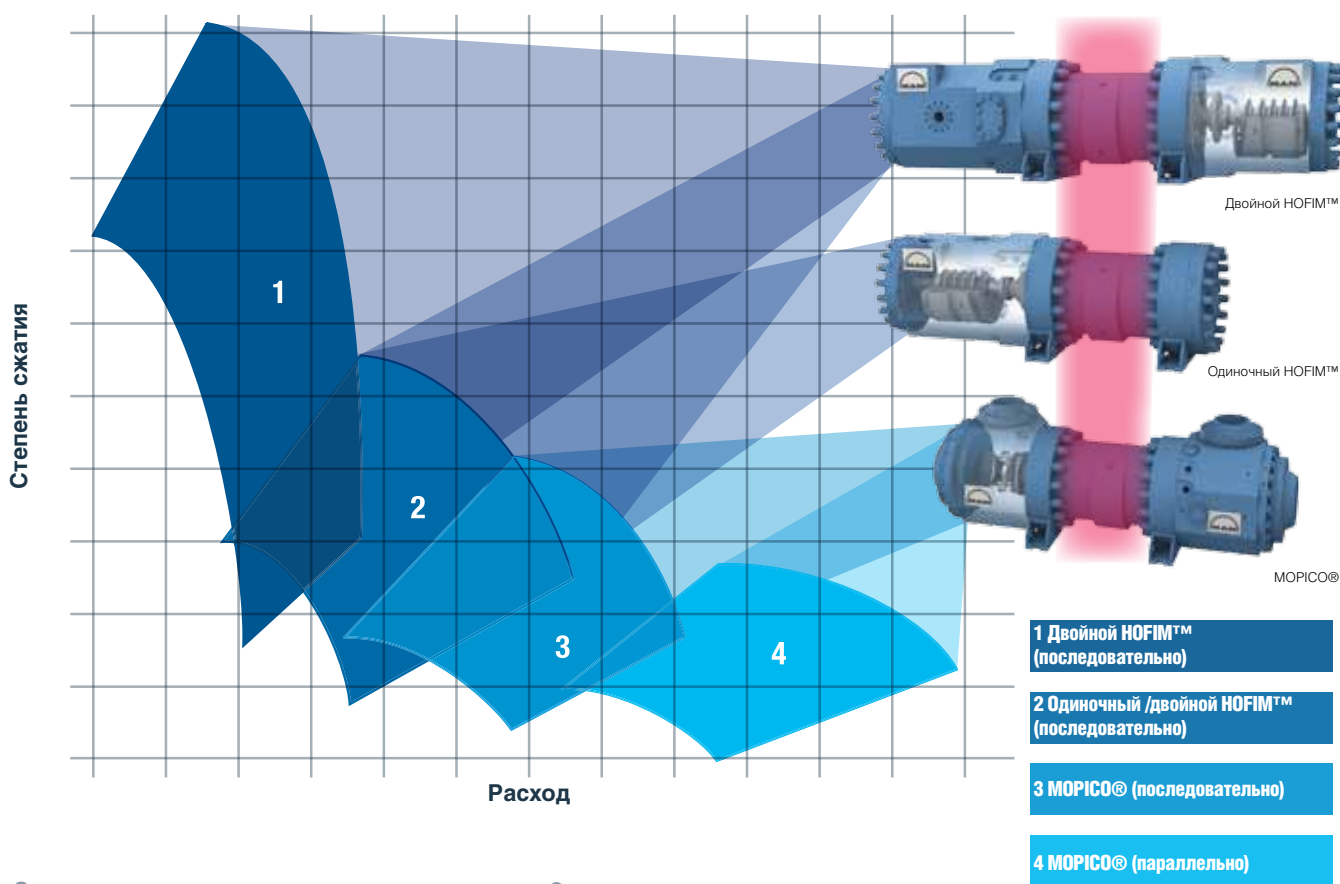 Двойной HOFIM™
Одиночный HOFIM™
MOPICO®
Степень сжатия
1
2
3
4
Расход
1 Двойной HOFIM™
(последовательно)
2 Одиночный /двойной HOFIM™
(последовательно)
3 MOPICO® (последовательно)
4 MOPICO® (параллельно)